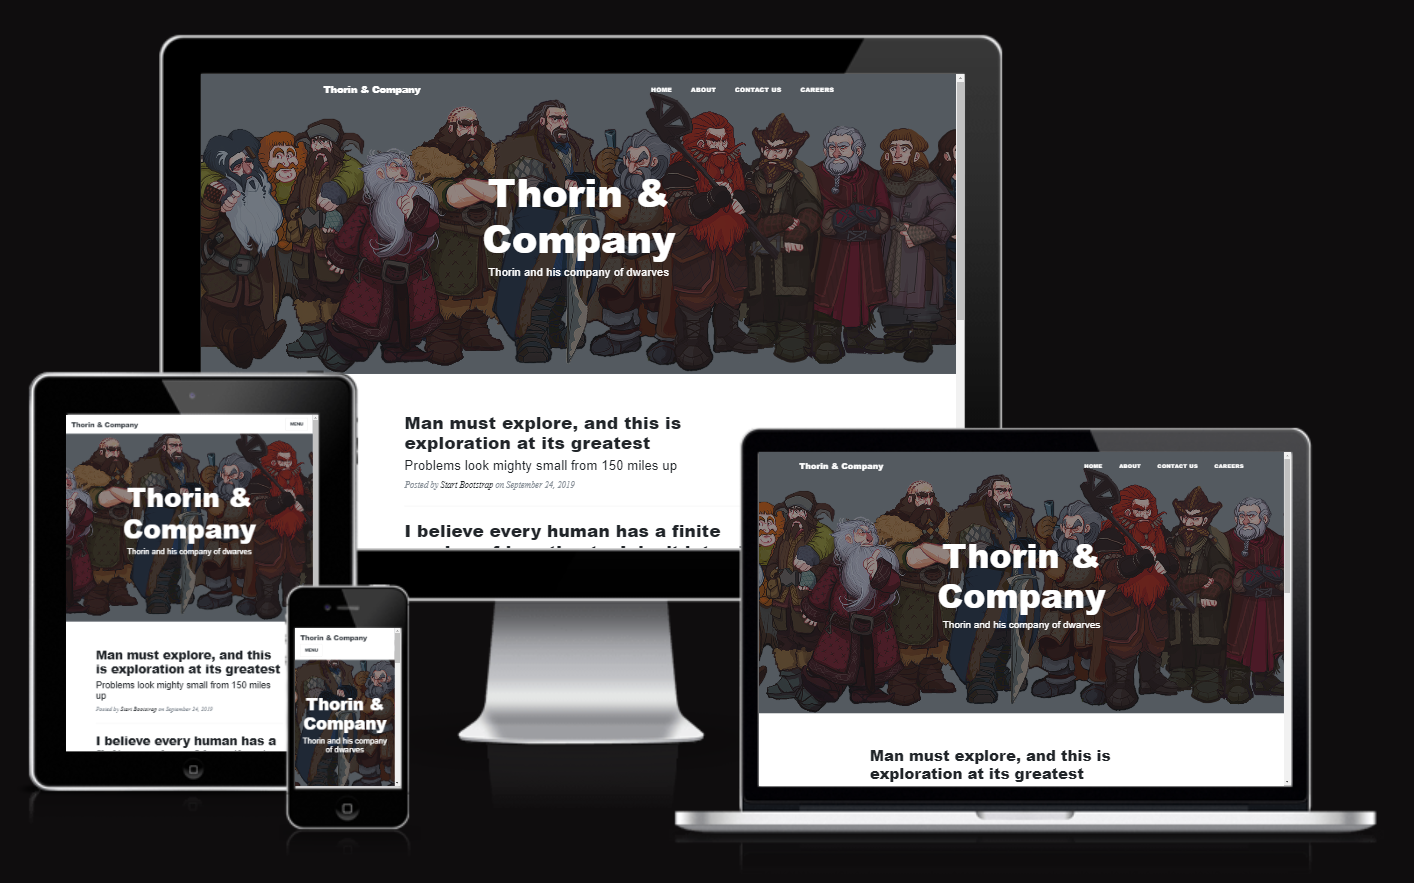 Thorin & Company
HOME ABOUT CONTACT US CAREERS
Thorin &
Company
Thorin and his company of dwarves
Man must explore, and this is
exploration at its greatest
Problems look mighty small from 150 miles up
Posted by Start Bootstrap on September 24, 2019
I believe every human has a finite
Thorin & Company
MENU
Thorin &
Company
Thorin and his company of dwarves
Man must explore, and this
is exploration at its greatest
Problems look mighty small from 150 miles
up
Posted by Start Bootstrap on September 24, 2019
I believe every human has a
Thorin & Company
MENU
Thorin &
Company
Thorin and his company
of dwarves
Thorin & Company
HOME ABOUT CONTACT US CAREERS
Thorin &
Company
Thorin and his company of dwarves
Man must explore, and this is
exploration at its greatest